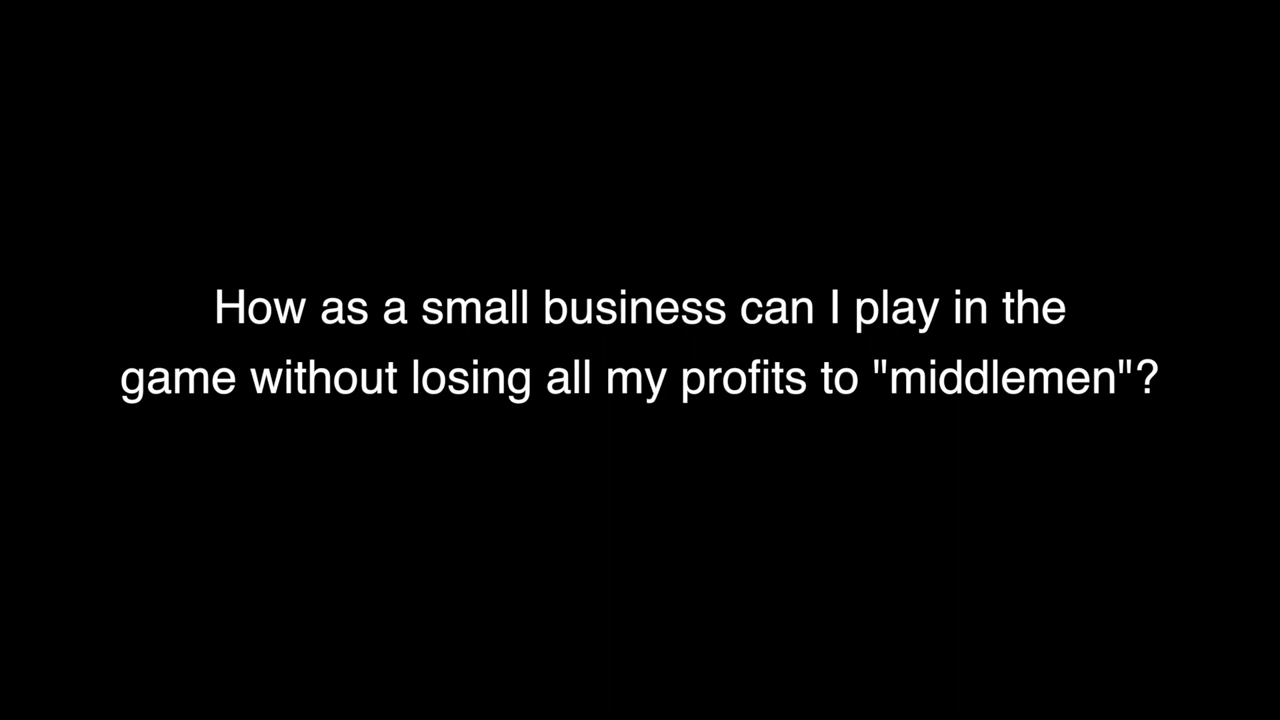 How as a small business can I play in the
game without losing all my profits to "middlemen"?